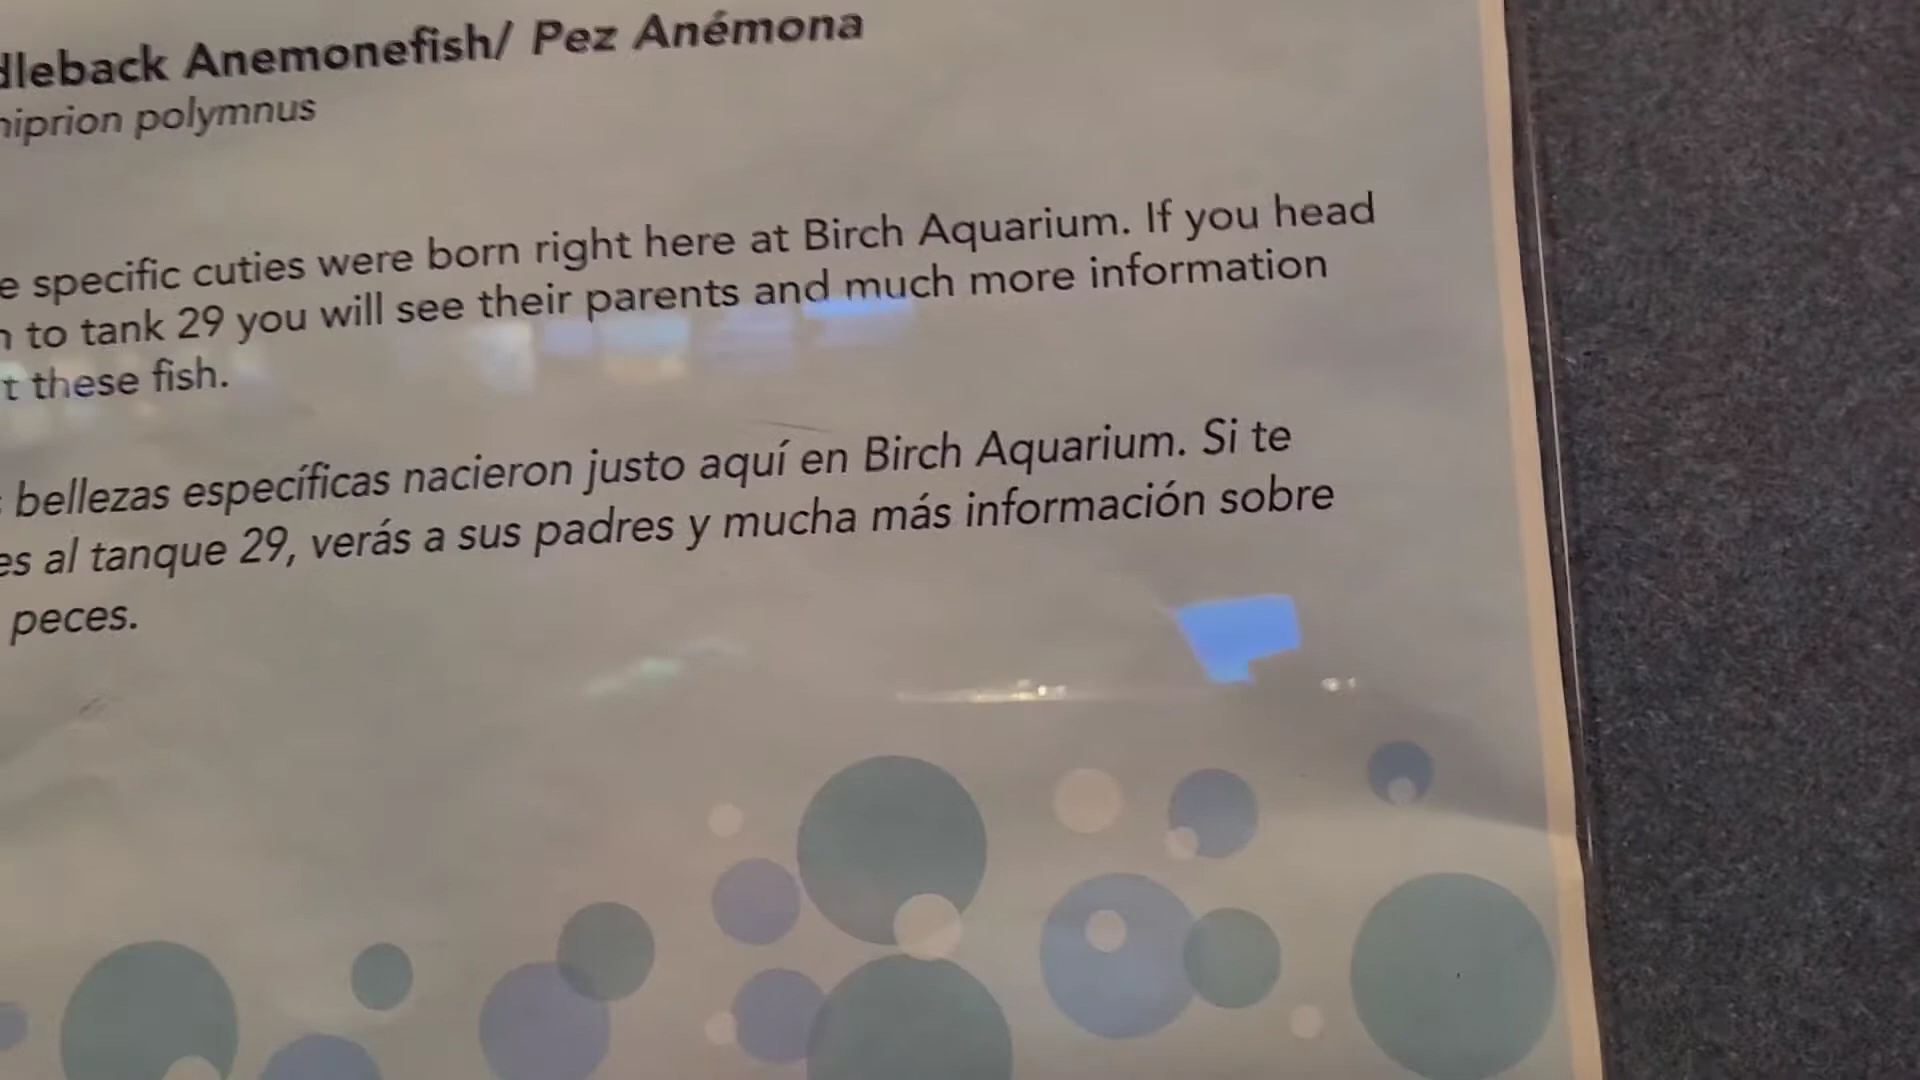 dleback Anemonefish/ Pez Anémona
niprion polymnus
e specific cuties were born right here at Birch Aquarium. If you head
n to tank 29 you will see their parents and much more information
t these fish.
bellezas específicas nacieron justo aquí en Birch Aquarium. Si te
es al tanque 29, verás a sus padres y mucha más información sobre
peces.